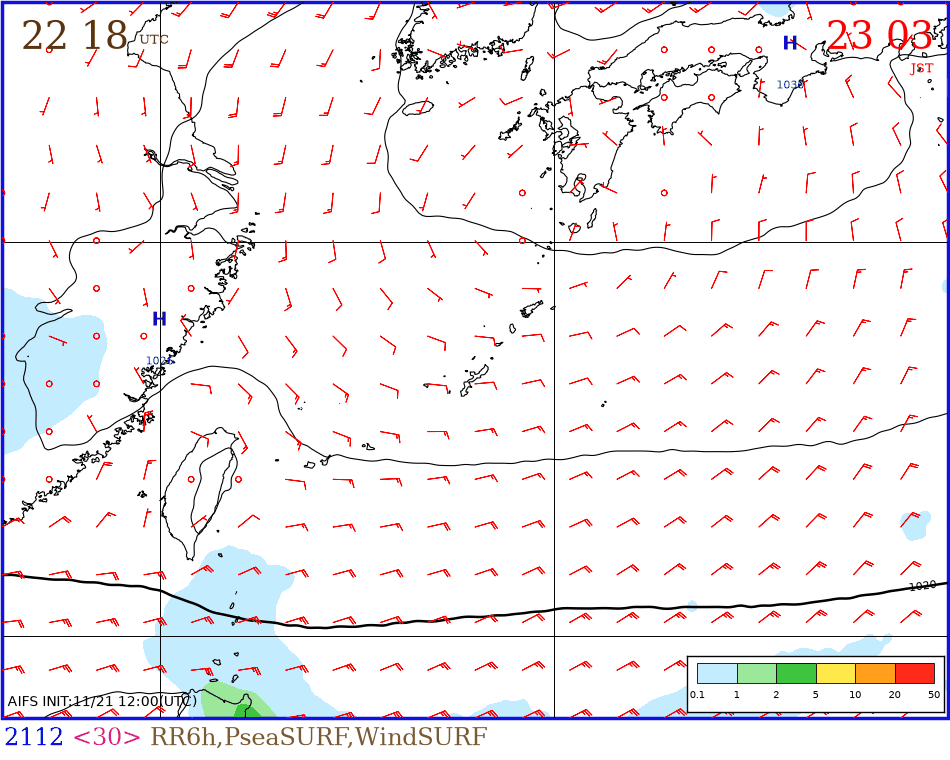 22 18 UTC
H
23 03
JST
1030
H
1020
0.1 1 2 5 10 20 50
AIFS INIT:11/21 12:00(UTC)
2112 <30> RR6h,PseaSURF,WindSURF